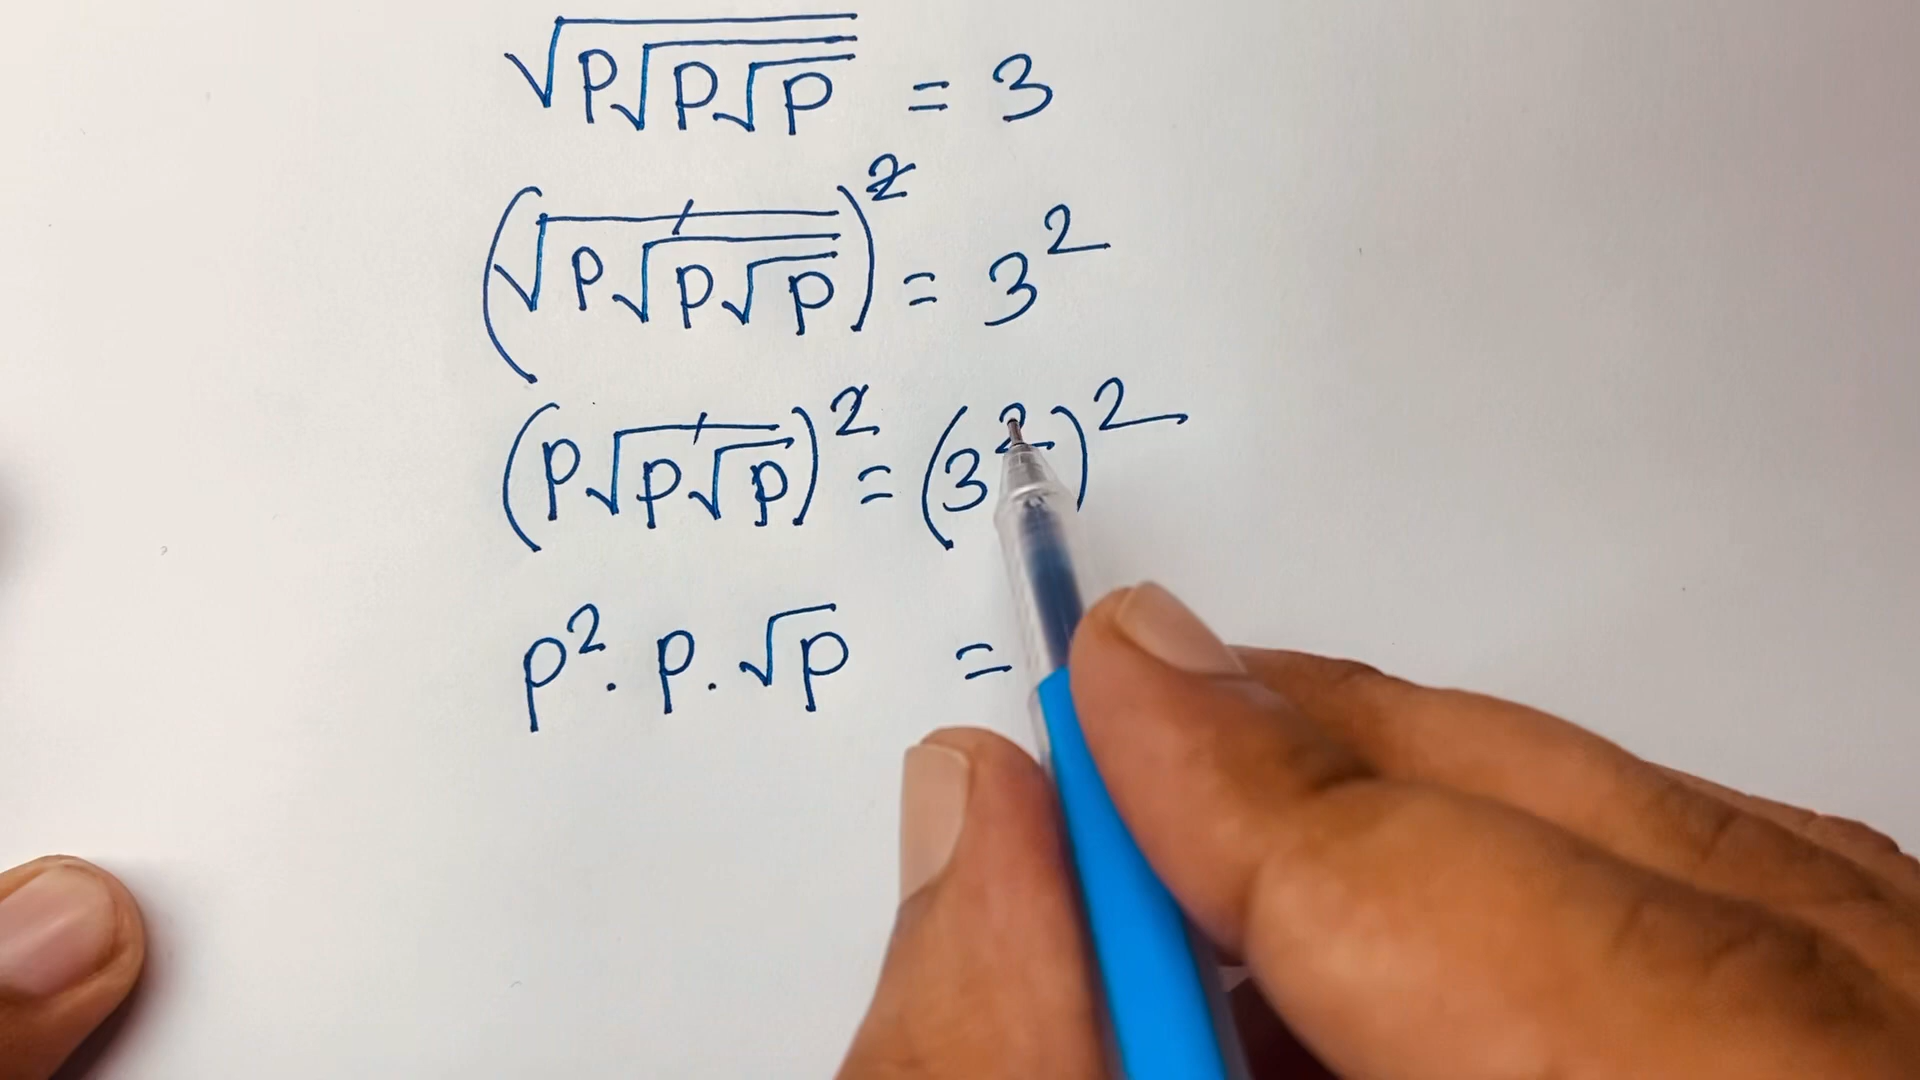 √(P√(P√P)) = 3
(√(P√(P√P)))² = 3²
(P√(P√P))² = (3²)²
P² . P . √P =